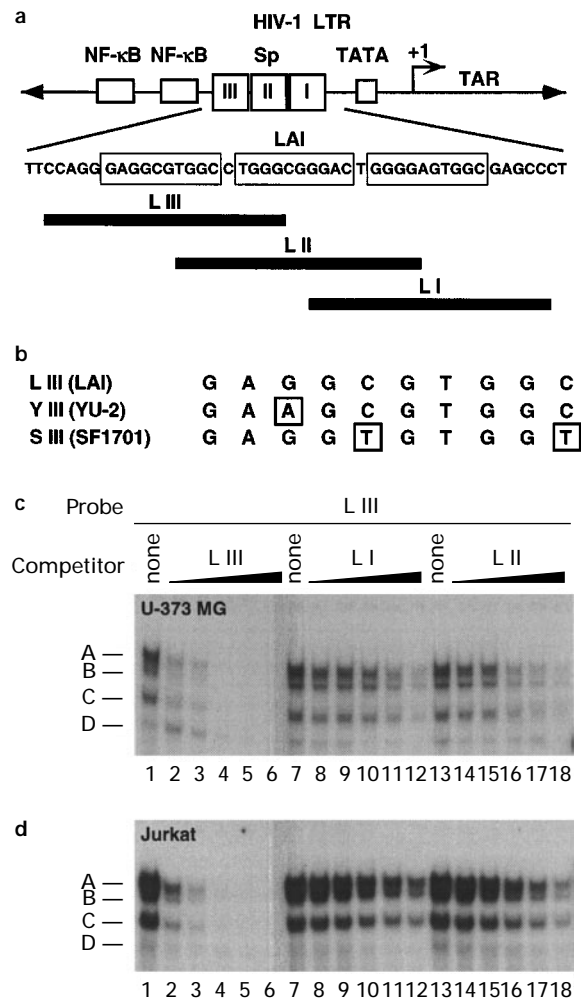 a
HIV-1 LTR
NF-κB NF-κB Sp TATA +1
III II I TAR
LAI
TTCCAGG GAGGCGTGGC C TGGGCGGGAC T GGGGAGTGGC GAGCCCT
L III
L II
L I
b
L III (LAI) G A G G C G T G G C
Y III (YU-2) G A A G C G T G G C
S III (SF1701) G A G G T G T G G T
c Probe L III
Competitor none L III none L I none L II
U-373 MG
A
B
C
D
1 2 3 4 5 6 7 8 9 10 11 12 13 14 15 16 17 18
d
Jurkat
A
B
C
D
1 2 3 4 5 6 7 8 9 10 11 12 13 14 15 16 17 18